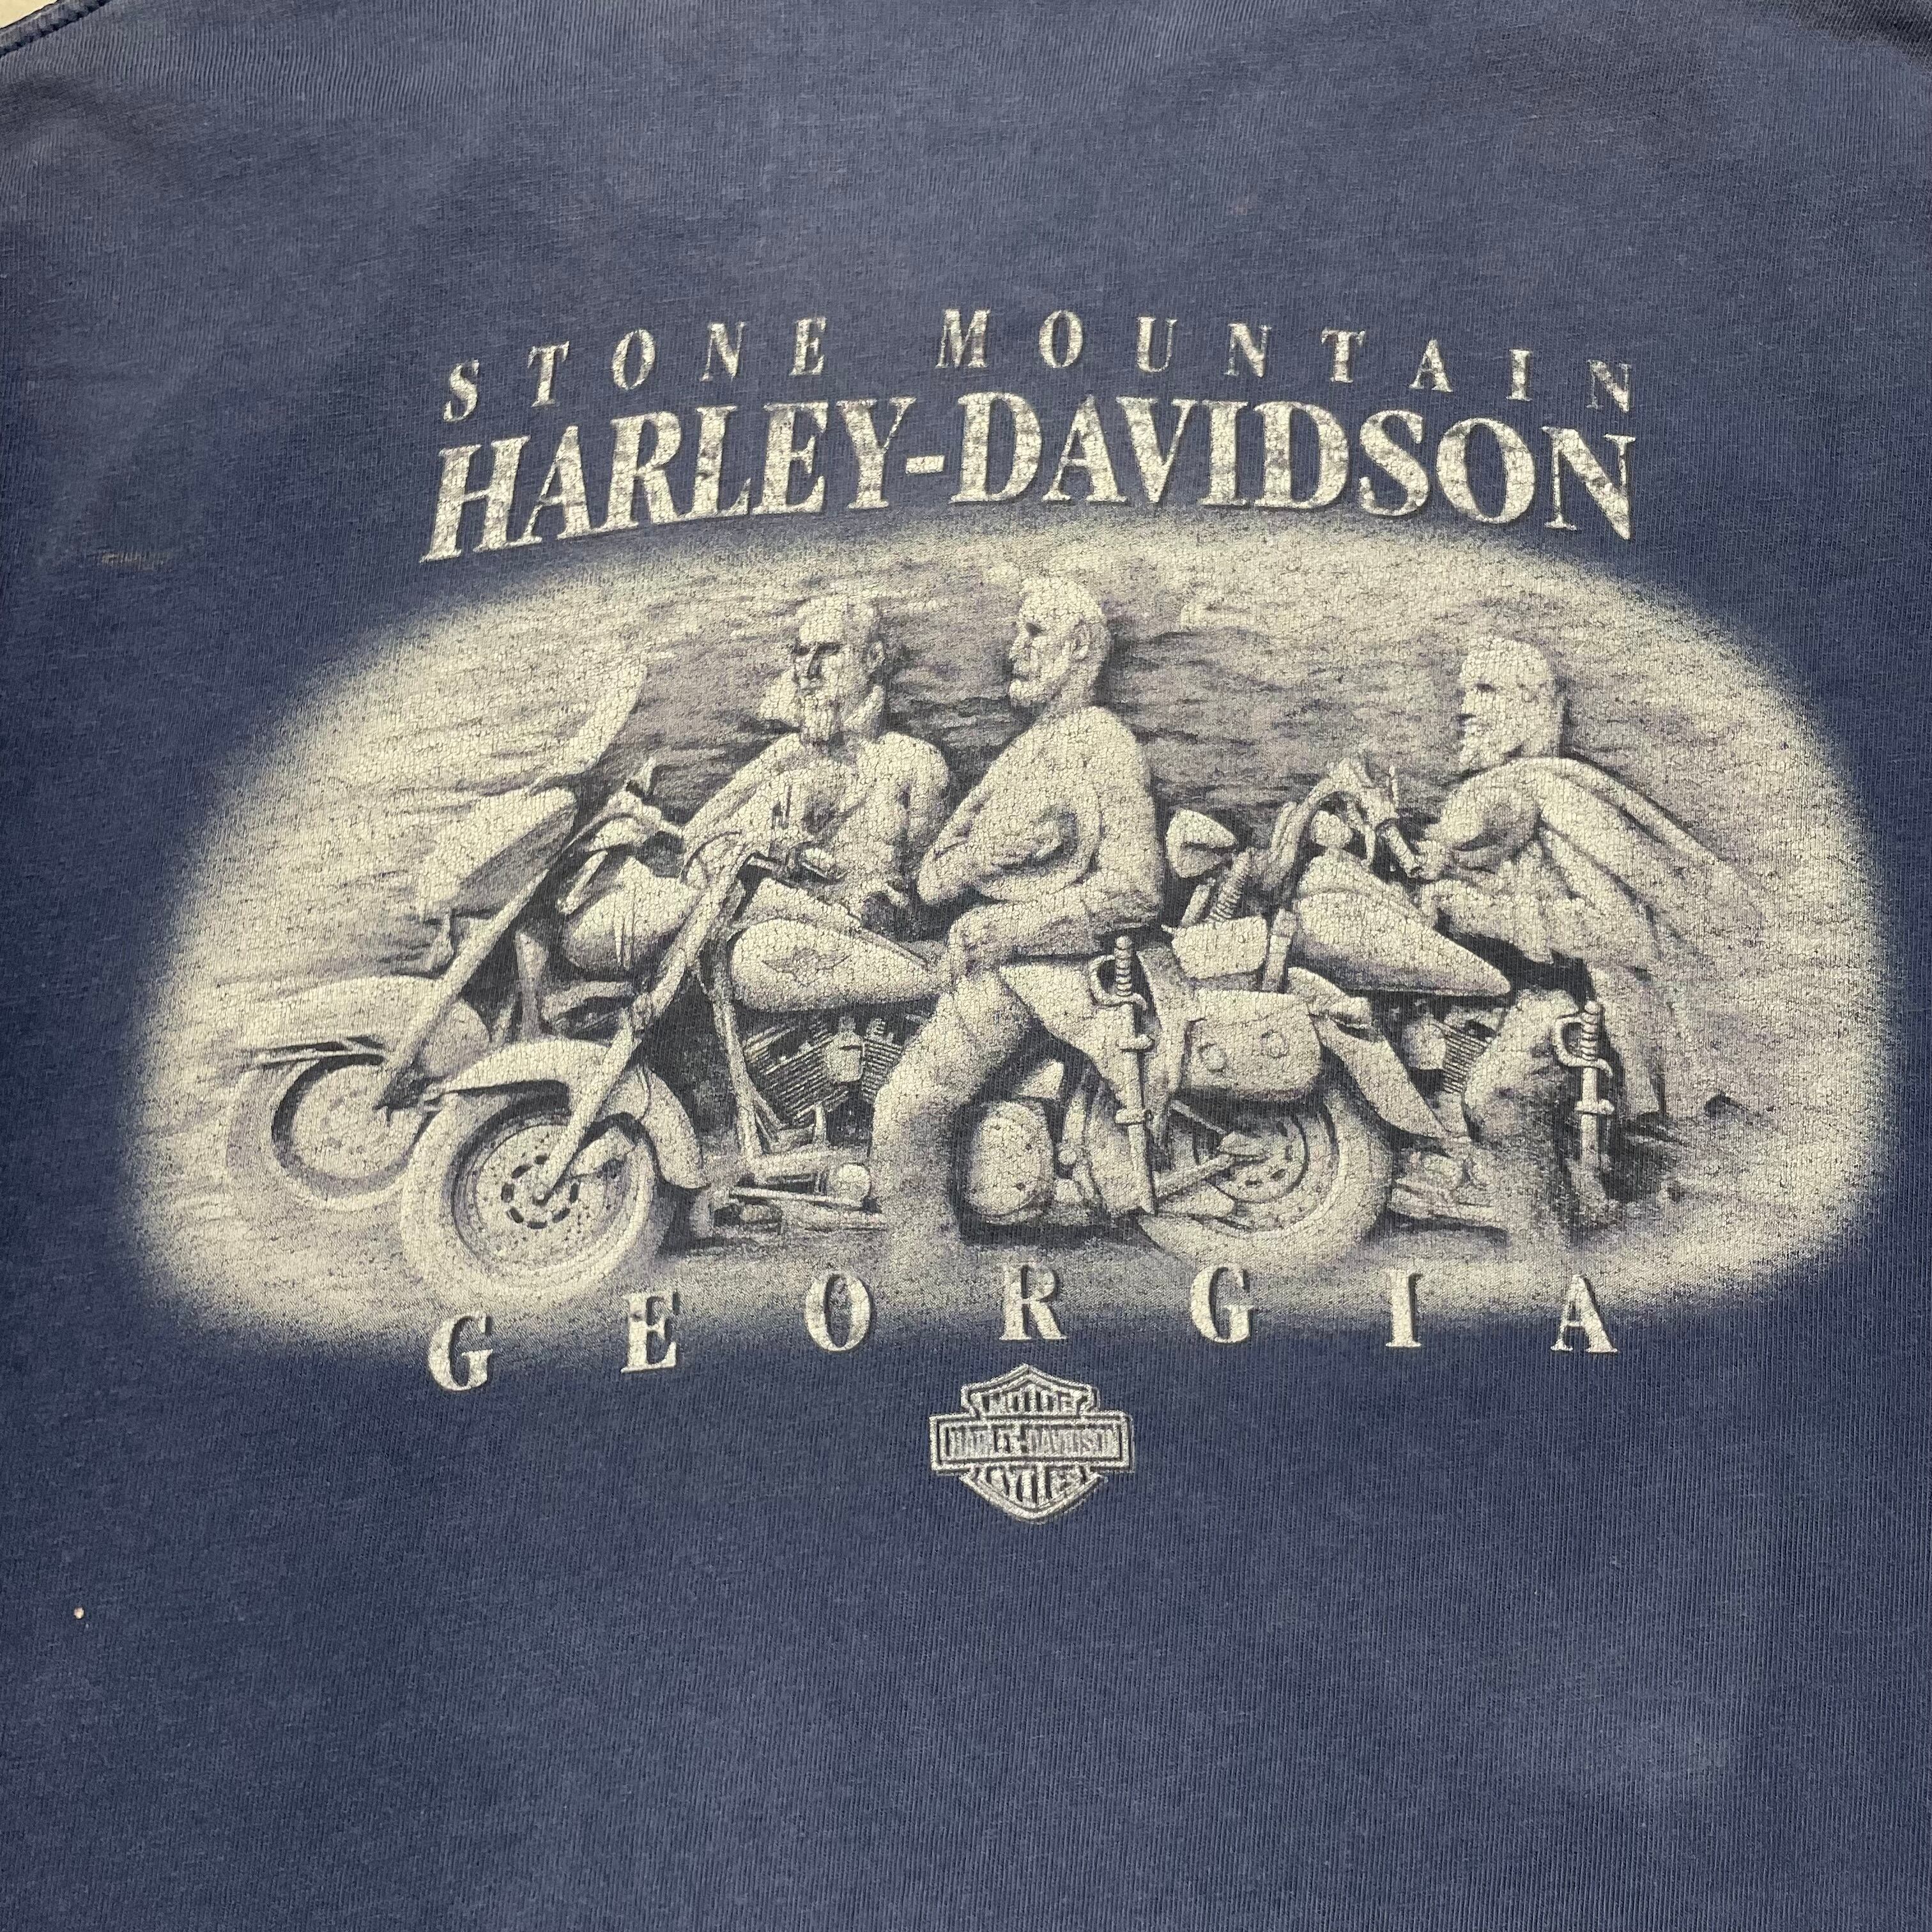 STONE MOUNTAIN
HARLEY-DAVIDSON
GEORGIA
MOTOR
HARLEY-DAVIDSON
CYCLES